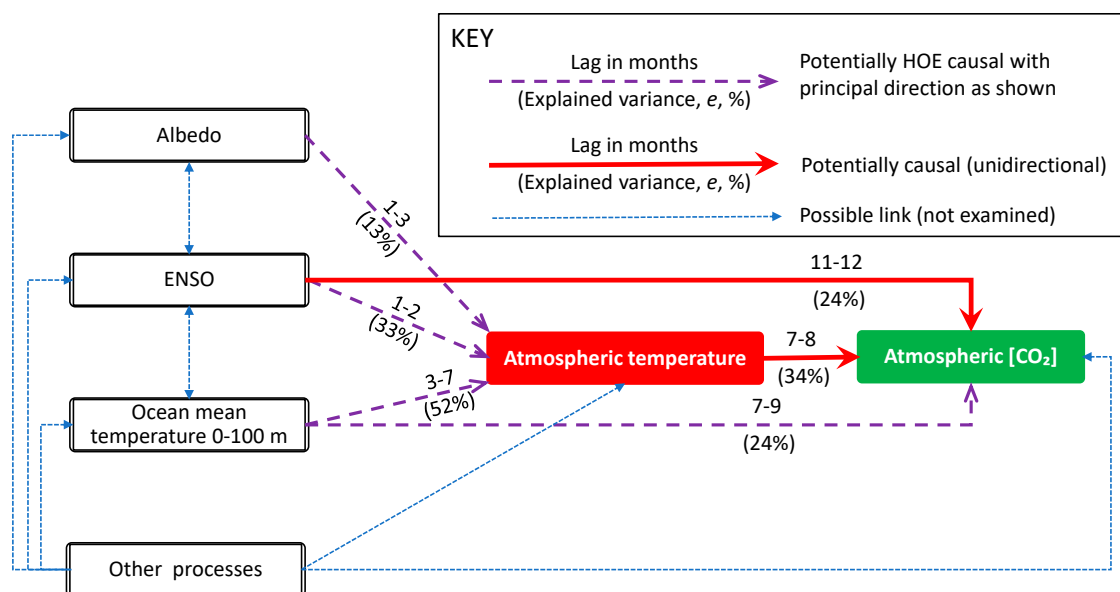 KEY
Lag in months
(Explained variance, e, %)
Potentially HOE causal with
principal direction as shown
Lag in months
(Explained variance, e, %)
Potentially causal (unidirectional)
Possible link (not examined)
Albedo
1-3
(13%)
ENSO
11-12
(24%)
1-2
(33%)
Atmospheric temperature
7-8
(34%)
Atmospheric [CO₂]
3-7
(52%)
Ocean mean
temperature 0-100 m
7-9
(24%)
Other processes